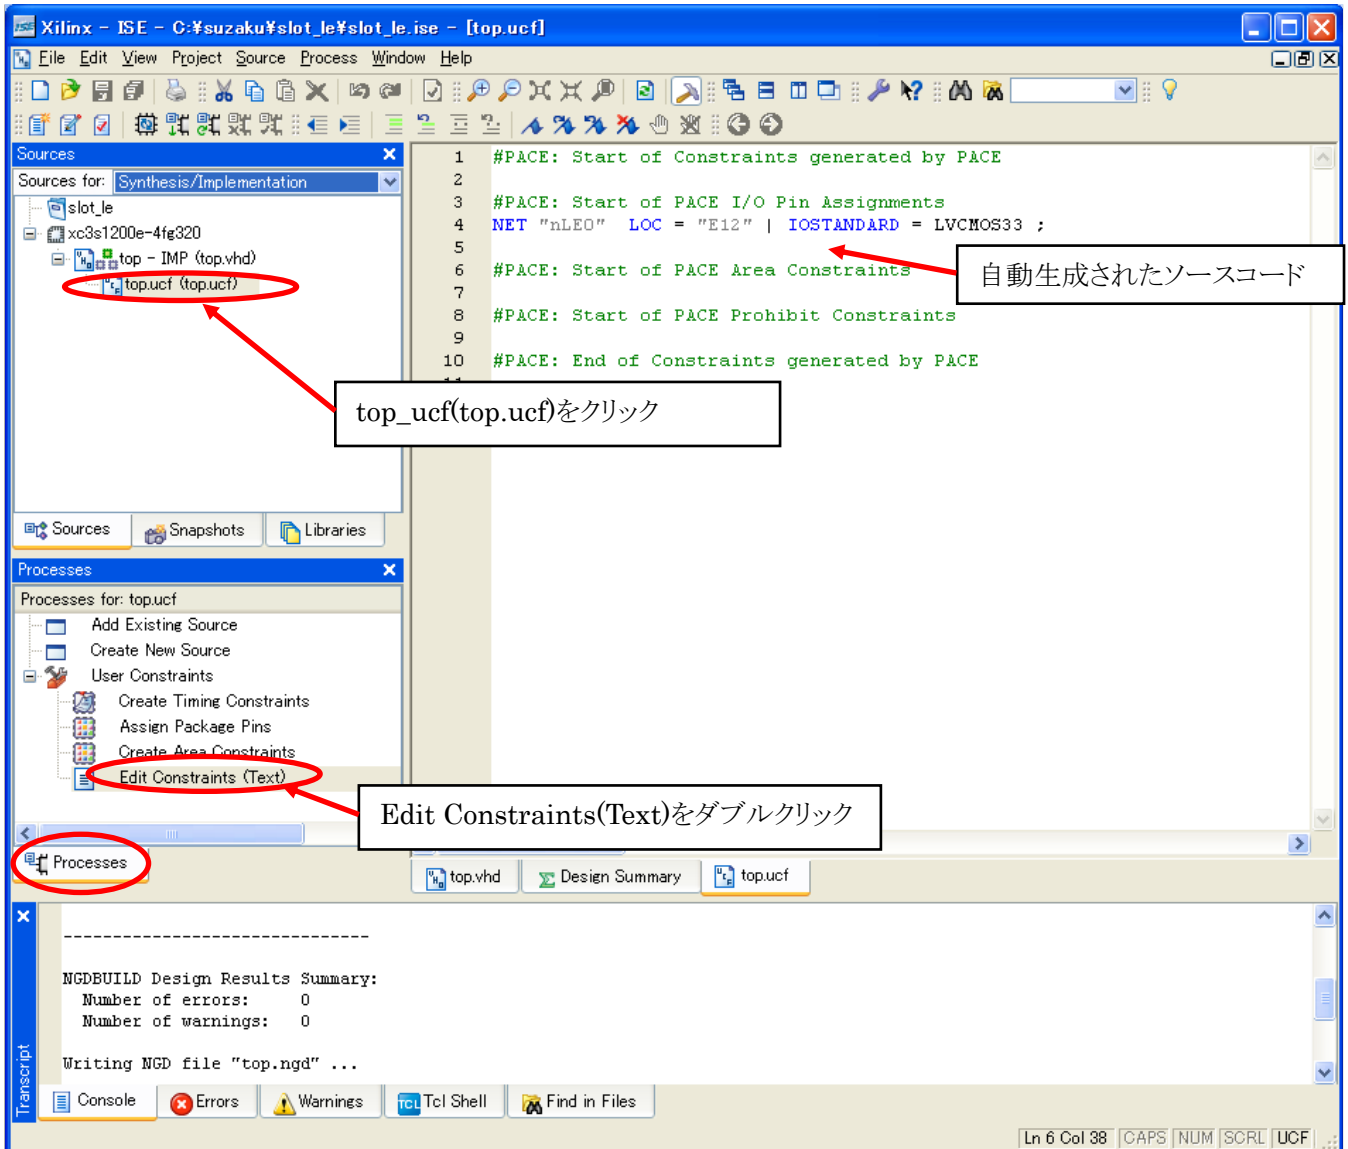 Xilinx - ISE - C:¥suzaku¥slot_le¥slot_le.ise - [top.ucf]
File Edit View Project Source Process Window Help
Sources
Sources for: Synthesis/Implementation
slot_le
xc3s1200e-4fg320
top - IMP (top.vhd)
top.ucf (top.ucf)
Sources Snapshots Libraries
1 #PACE: Start of Constraints generated by PACE
2
3 #PACE: Start of PACE I/O Pin Assignments
4 NET "nLE0" LOC = "E12" | IOSTANDARD = LVCMOS33 ;
5
6 #PACE: Start of PACE Area Constraints
7
8 #PACE: Start of PACE Prohibit Constraints
9
10 #PACE: End of Constraints generated by PACE
自動生成されたソースコード
top_ucf(top.ucf)をクリック
Processes
Processes for: top.ucf
Add Existing Source
Create New Source
User Constraints
Create Timing Constraints
Assign Package Pins
Create Area Constraints
Edit Constraints (Text)
Edit Constraints(Text)をダブルクリック
Processes
top.vhd Design Summary top.ucf
------------------------------
NGDBUILD Design Results Summary:
Number of errors: 0
Number of warnings: 0
Writing NGD file "top.ngd" ...
Transcript
Console Errors Warnings Tcl Shell Find in Files
Ln 6 Col 38 CAPS NUM SCRL UCF